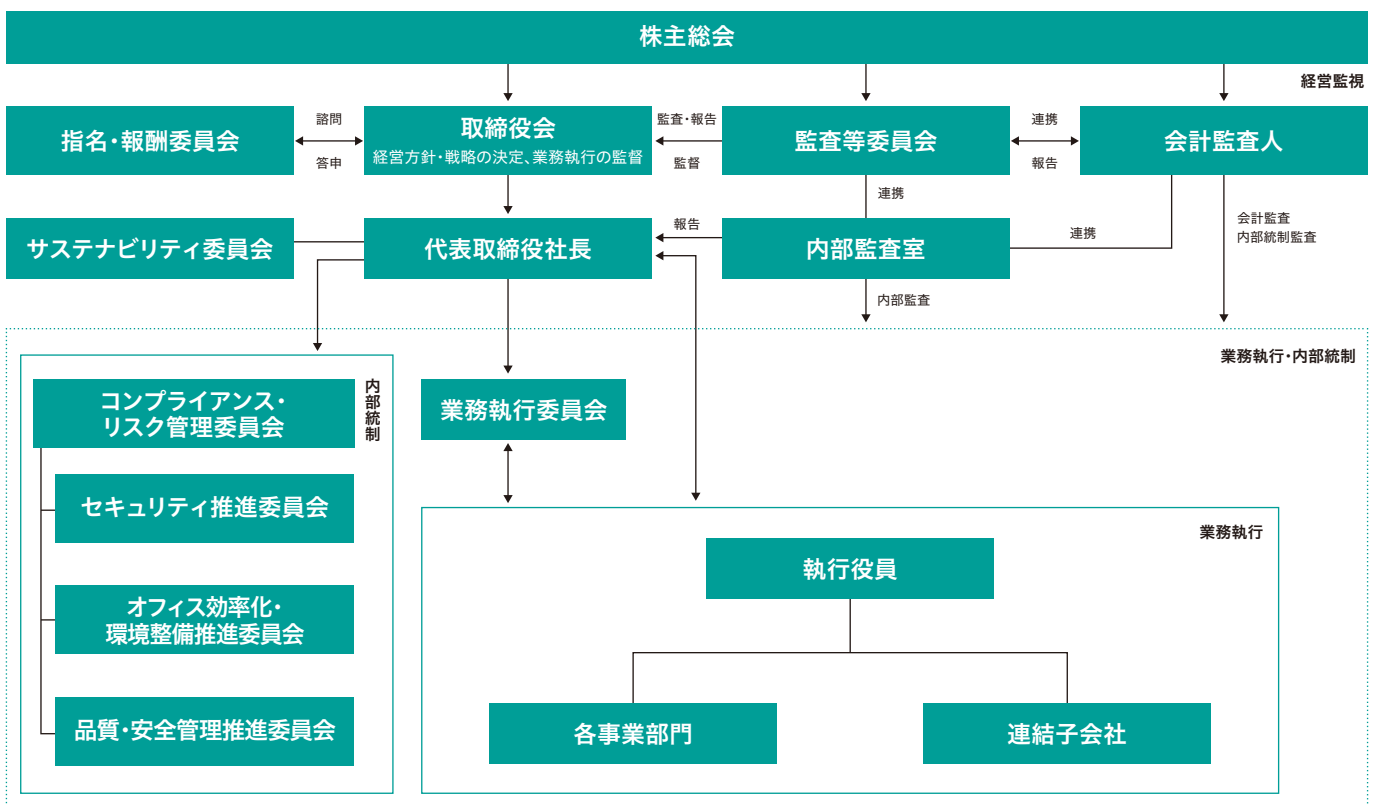 株主総会
経営監視
指名・報酬委員会
諮問
答申
取締役会
経営方針・戦略の決定、業務執行の監督
監査・報告
監督
監査等委員会
連携
報告
会計監査人
連携
サステナビリティ委員会
代表取締役社長
報告
内部監査室
連携
会計監査
内部統制監査
内部監査
業務執行・内部統制
内部統制
コンプライアンス・
リスク管理委員会
セキュリティ推進委員会
オフィス効率化・
環境整備推進委員会
品質・安全管理推進委員会
業務執行委員会
業務執行
執行役員
各事業部門
連結子会社